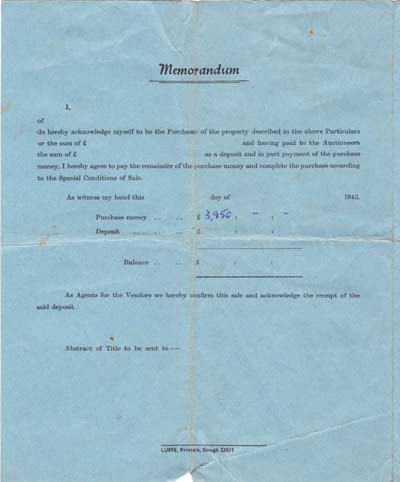 Memorandum
I,
of
do hereby acknowledge myself to be the Purchaser of the property described in the above Particulars
or the sum of £ and having paid to the Auctioneers
the sum of £ as a deposit and in part payment of the purchase
money, I hereby agree to pay the remainder of the purchase money and complete the purchase according
to the Special Conditions of Sale.
As witness my hand this day of 1945.
Purchase money .. .. £ 3,950 : - : -
Deposit .. .. £ : :
Balance .. .. £ : :
As Agents for the Vendors we hereby confirm this sale and acknowledge the receipt of the
said deposit.
Abstract of Title to be sent to :—
LUFFS, Printers, Slough